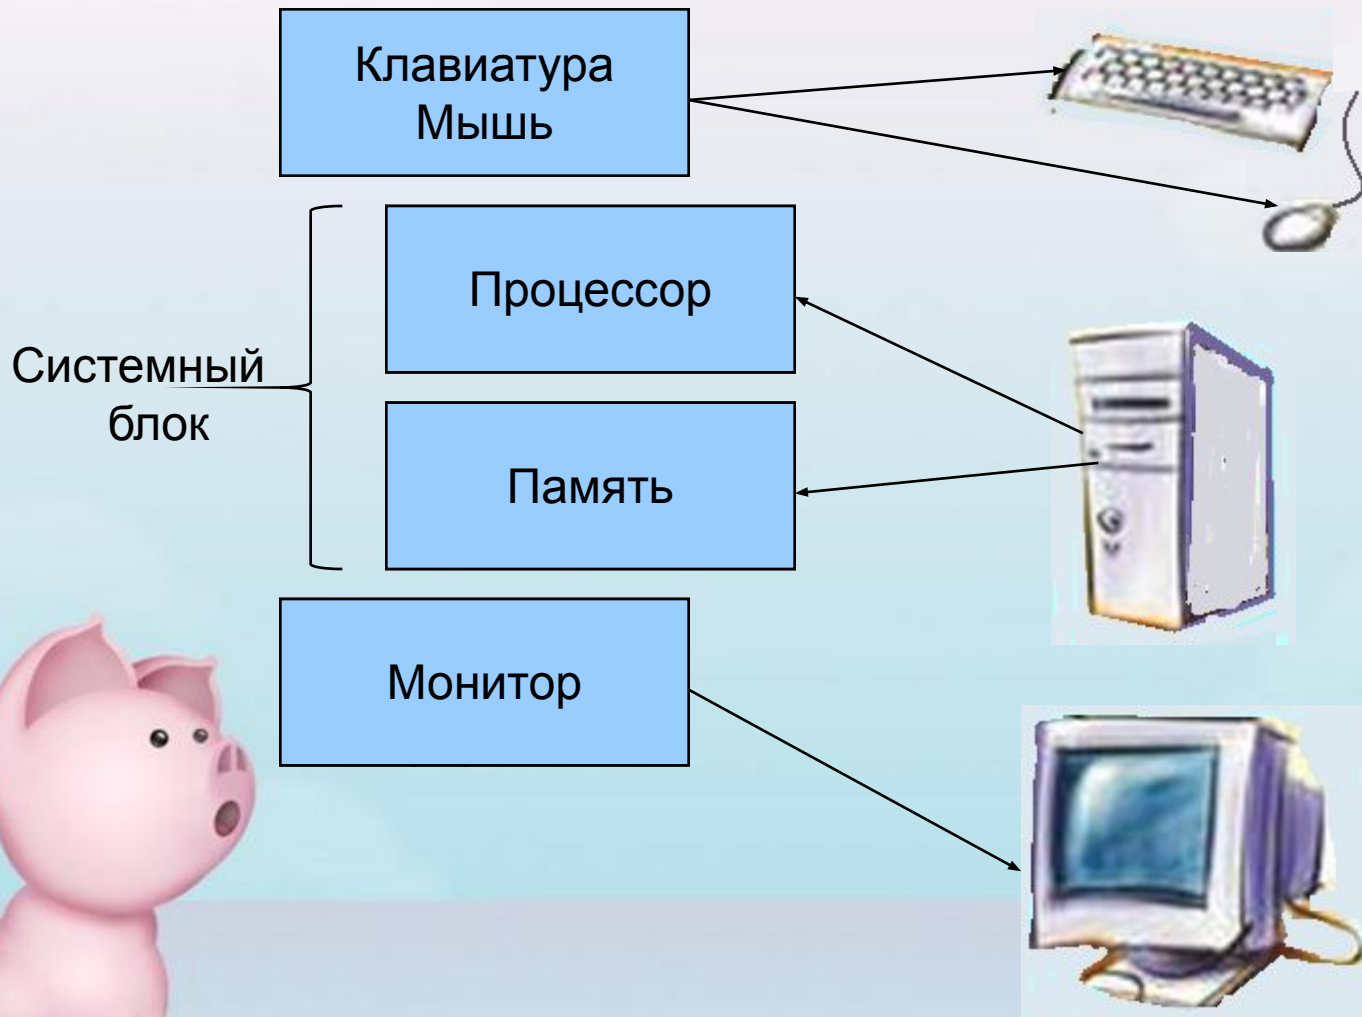 Клавиатура
Мышь
Процессор
Системный
блок
Память
Монитор